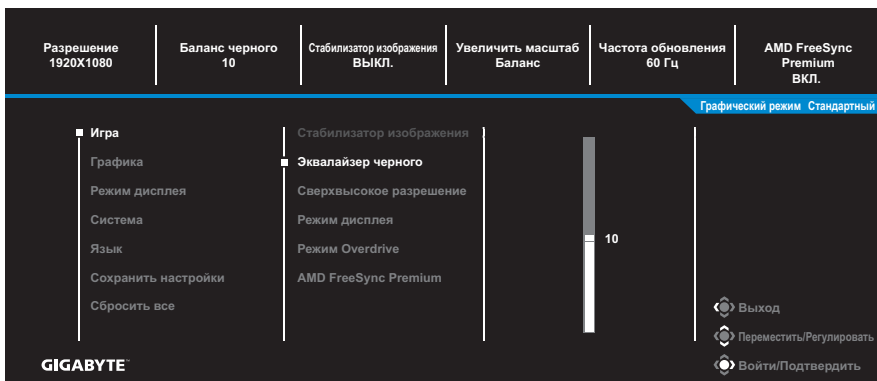 Разрешение
1920X1080
Баланс черного
10
Стабилизатор изображения
ВЫКЛ.
Увеличить масштаб
Баланс
Частота обновления
60 Гц
AMD FreeSync
Premium
ВКЛ.
Графический режим Стандартный
Игра
Графика
Режим дисплея
Система
Язык
Сохранить настройки
Сбросить все
Стабилизатор изображения
Эквалайзер черного
Сверхвысокое разрешение
Режим дисплея
Режим Overdrive
AMD FreeSync Premium
10
Выход
Переместить/Регулировать
Войти/Подтвердить
GIGABYTE™